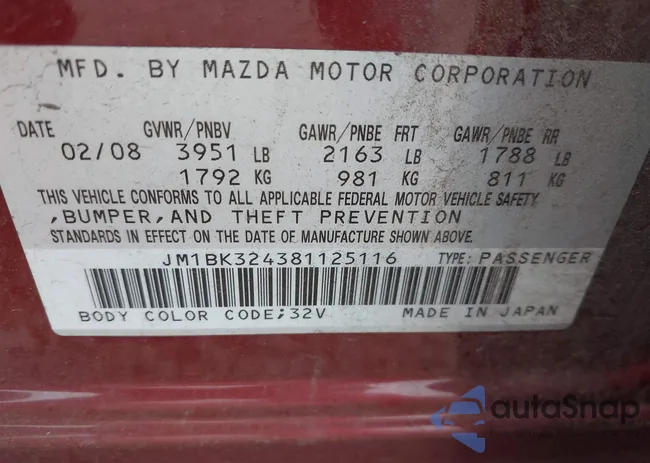 MFD. BY MAZDA MOTOR CORPORATION
DATE GVWR/PNBV GAWR/PNBE FRT GAWR/PNBE RR
02/08 3951 LB 2163 LB 1788 LB
1792 KG 981 KG 811 KG
THIS VEHICLE CONFORMS TO ALL APPLICABLE FEDERAL MOTOR VEHICLE SAFETY
,BUMPER,AND THEFT PREVENTION
STANDARDS IN EFFECT ON THE DATE OF MANUFACTURE SHOWN ABOVE.
JM1BK324381125116 TYPE: PASSENGER
BODY COLOR CODE;32V MADE IN JAPAN
autoSnap